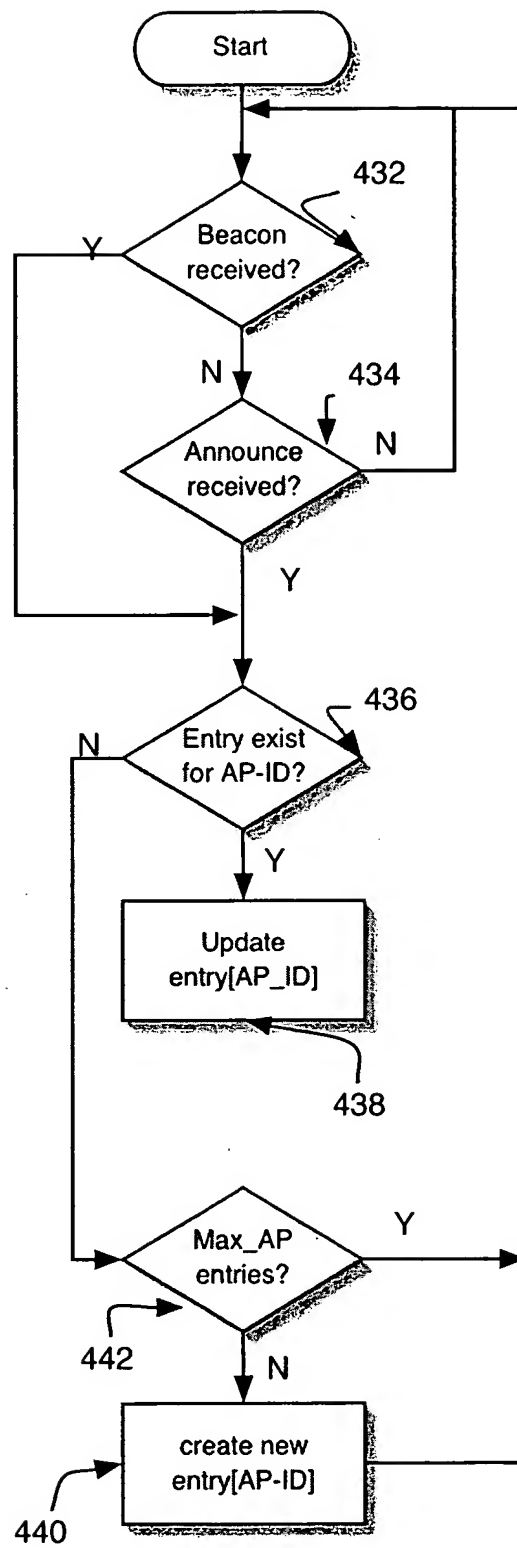 Start
432
Beacon
received?
Y
N
434
Announce
received?
N
Y
436
Entry exist
for AP-ID?
N
Y
Update
entry[AP_ID]
438
Max_AP
entries?
Y
442
N
create new
entry[AP-ID]
440